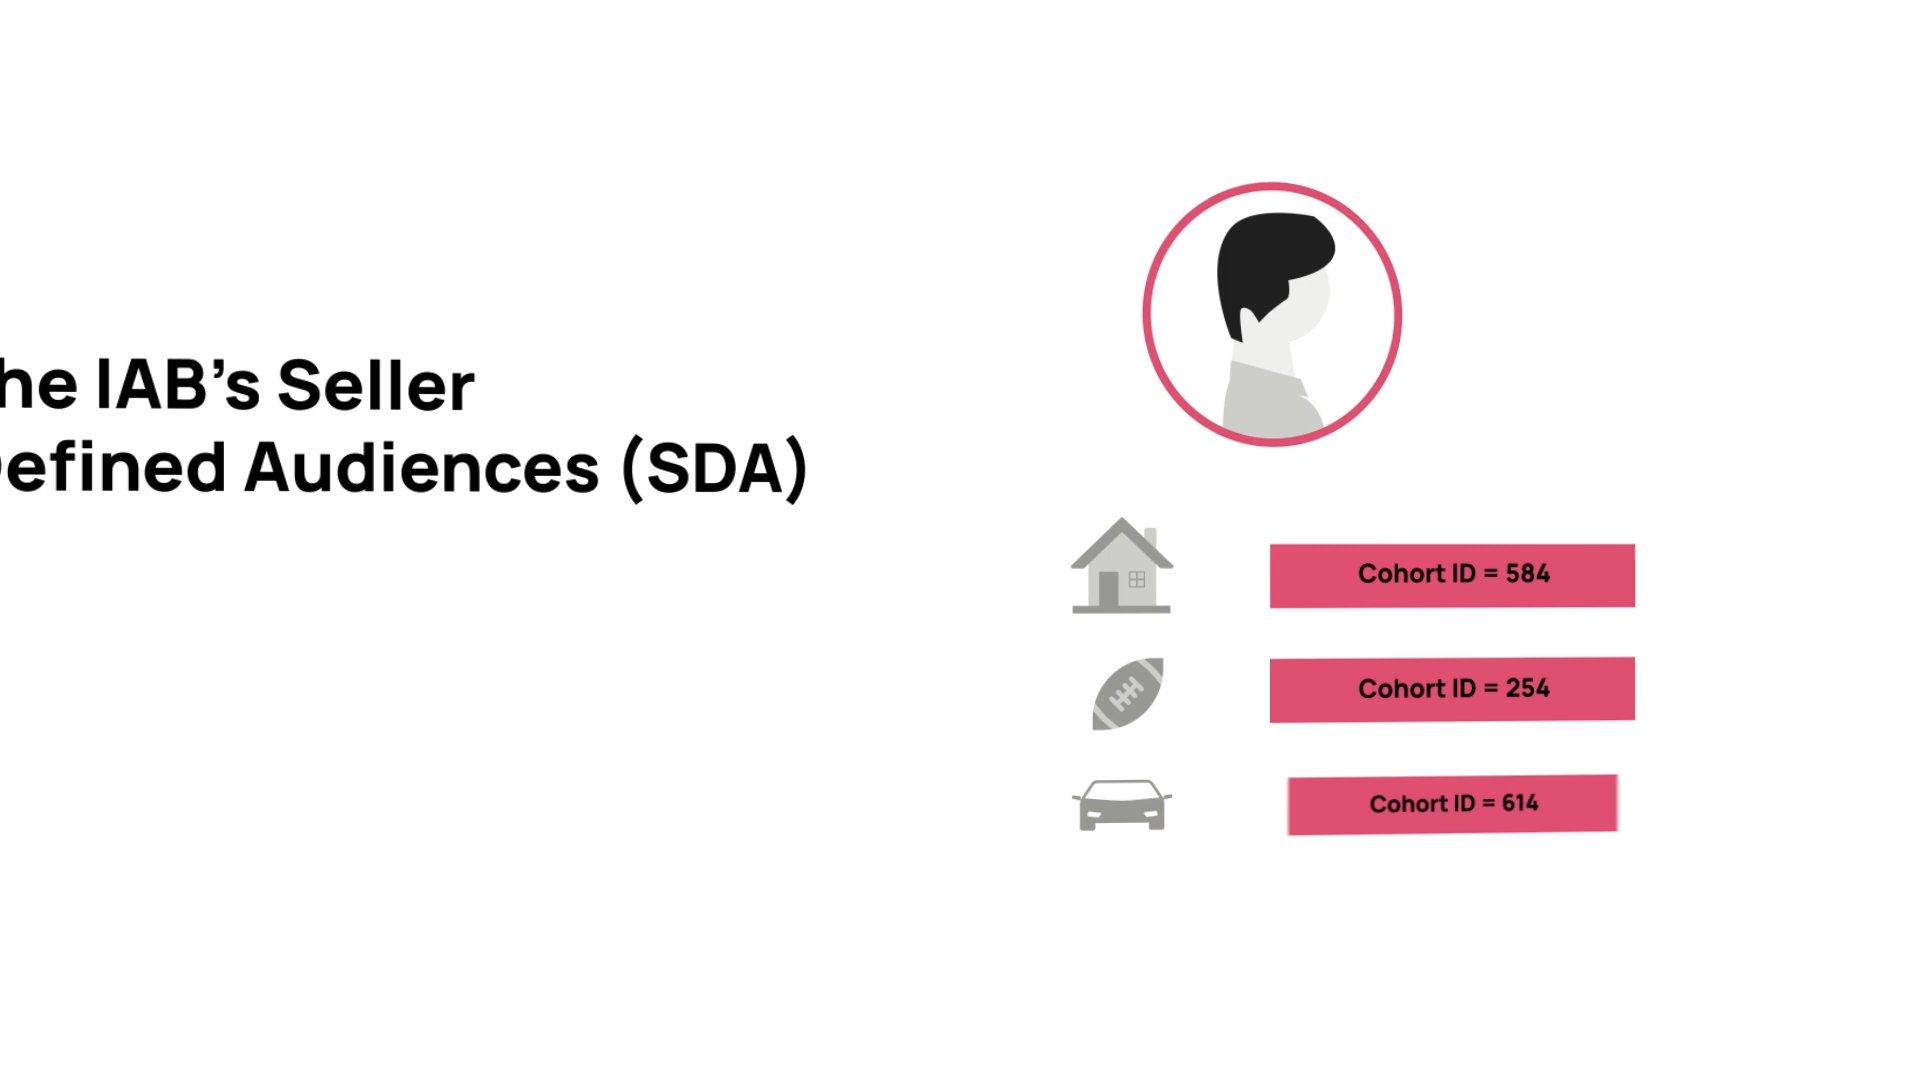 he IAB’s Seller
efined Audiences (SDA)
Cohort ID = 584
Cohort ID = 254
Cohort ID = 614